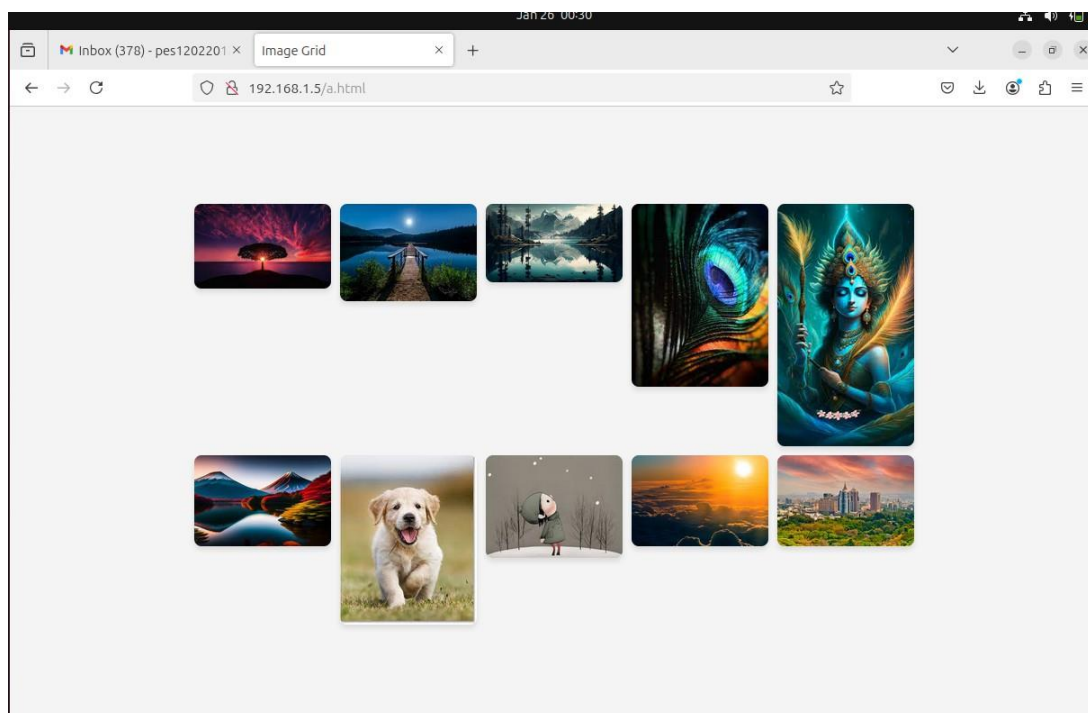 Jan 26 00:30
Inbox (378) - pes1202201
Image Grid
192.168.1.5/a.html